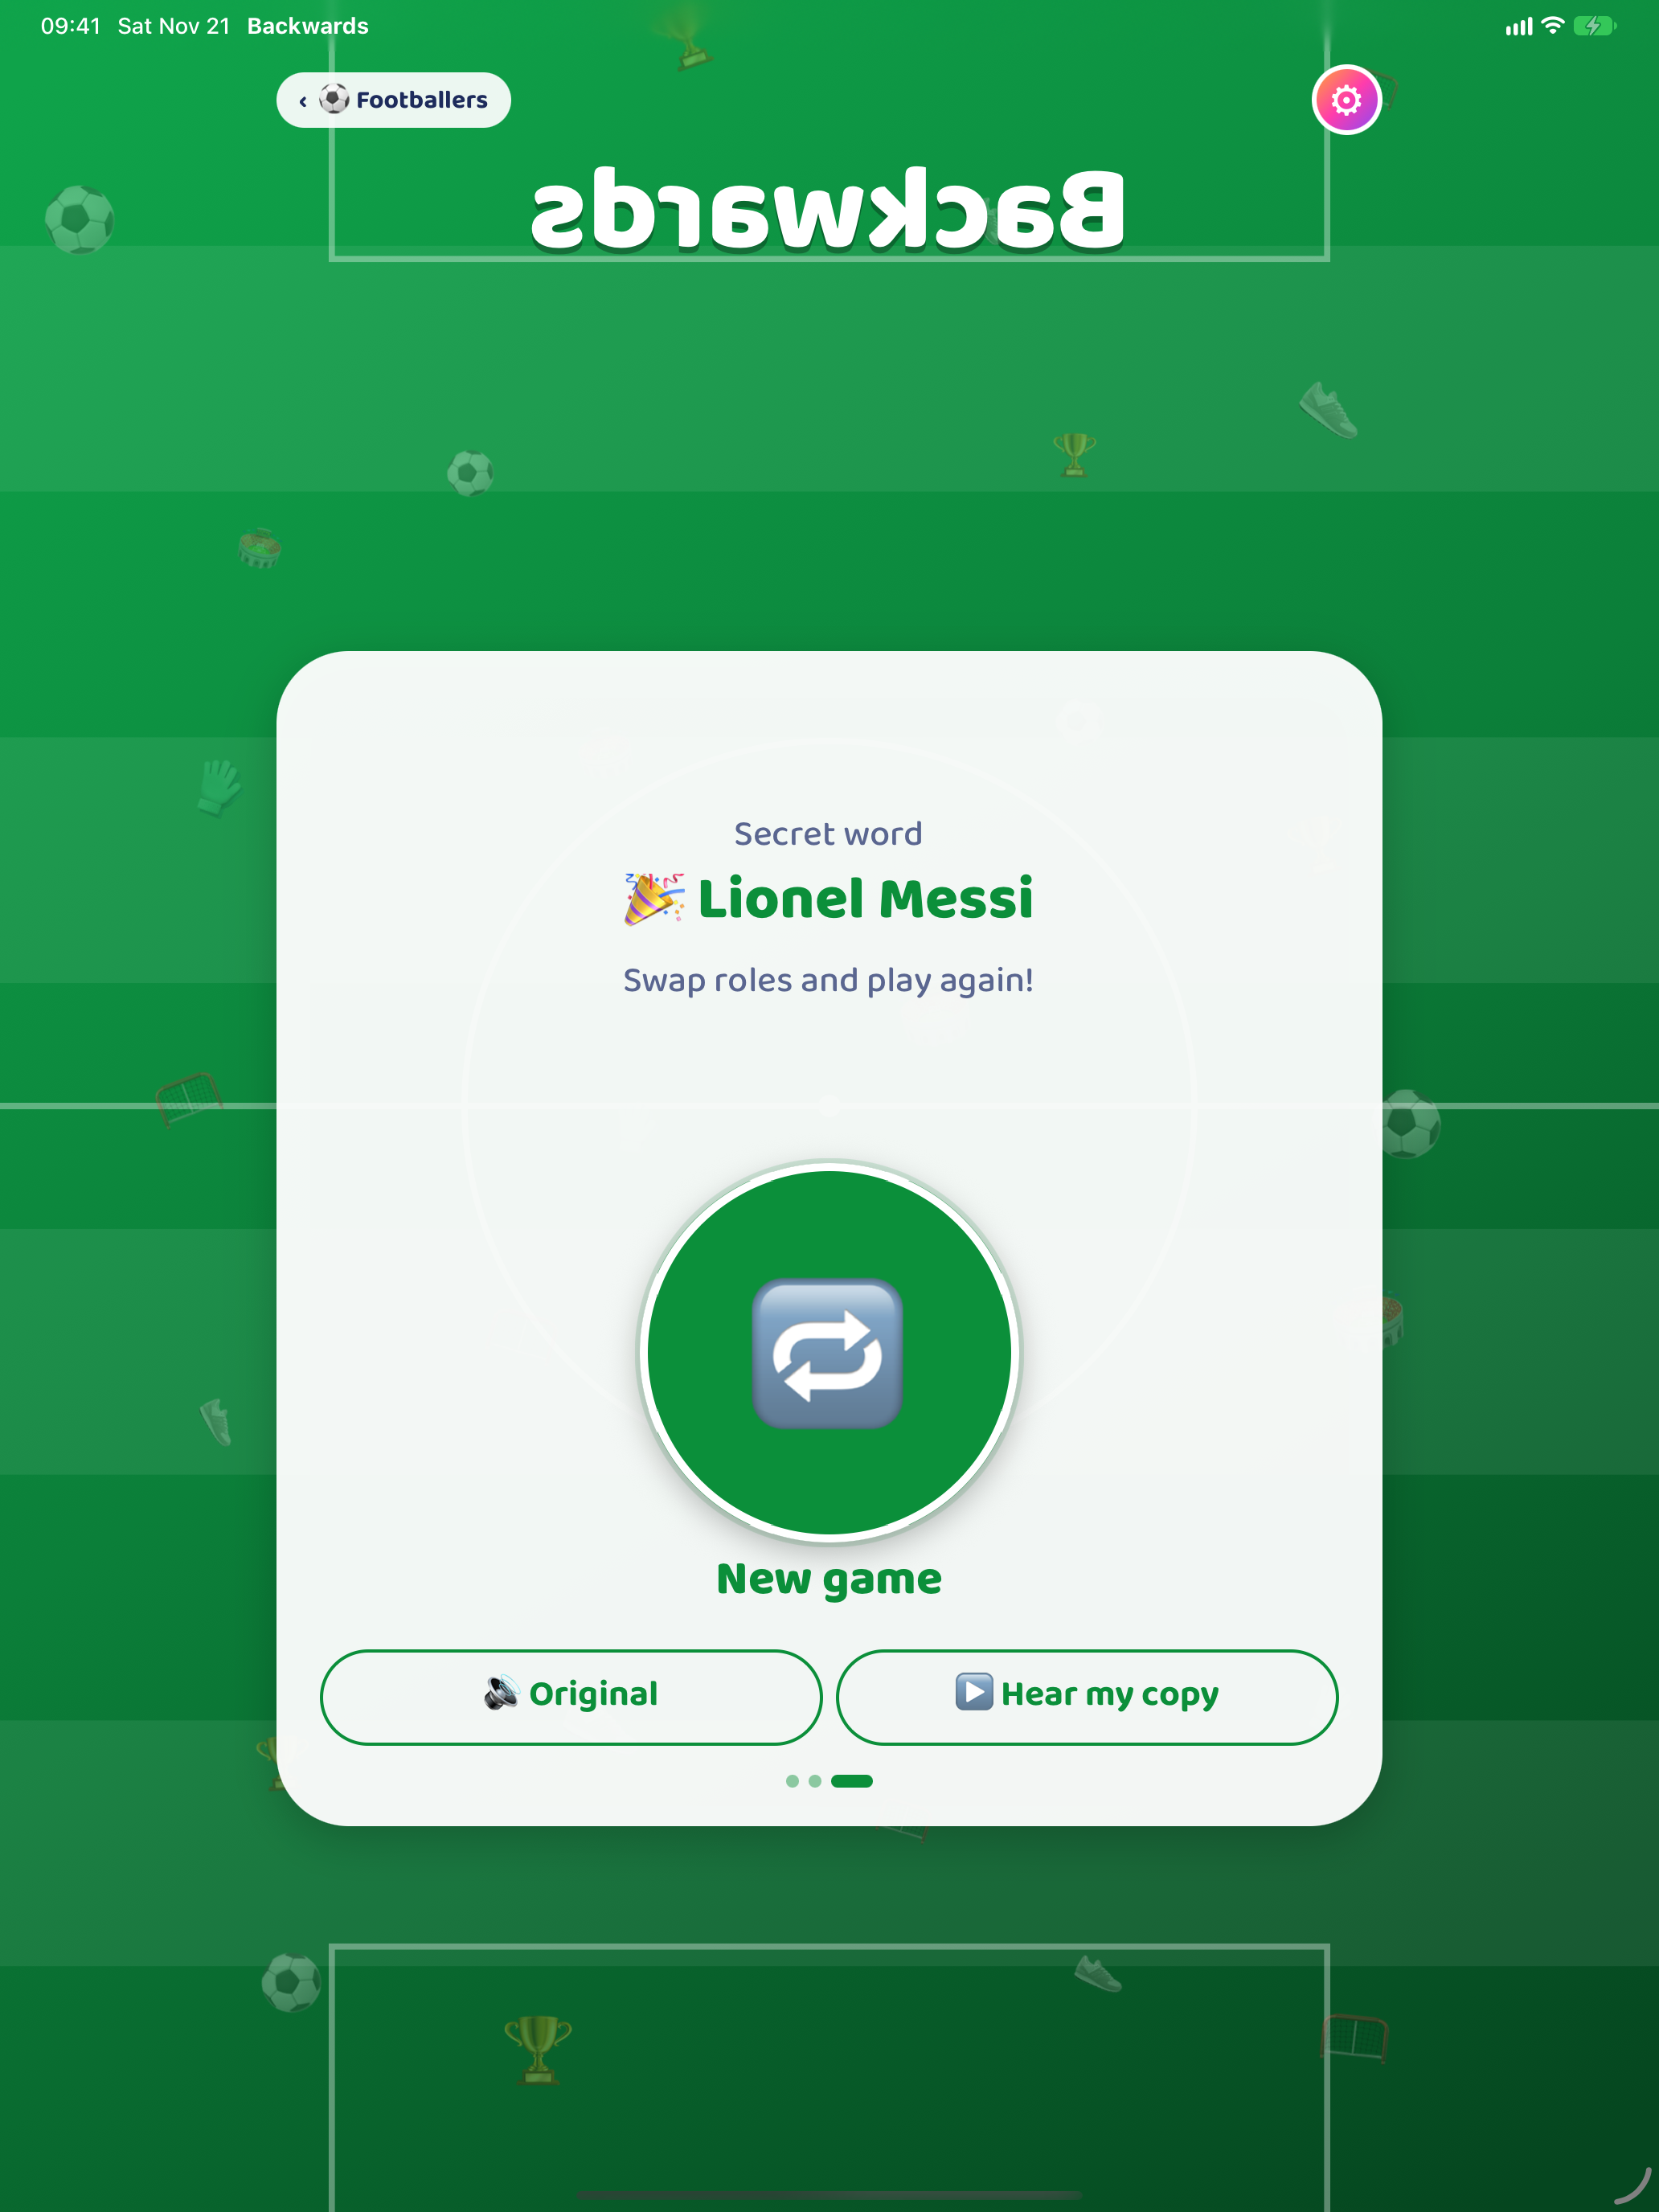 09:41 Sat Nov 21 Backwards
‹ ⚽ Footballers
Backwards
Secret word
🎉 Lionel Messi
Swap roles and play again!
New game
🔊 Original
▶️ Hear my copy